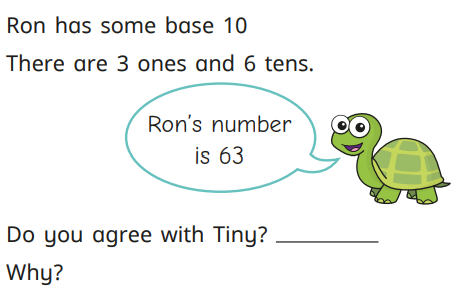 Ron has some base 10
There are 3 ones and 6 tens.
Ron's number
is 63
Do you agree with Tiny? __________
Why?